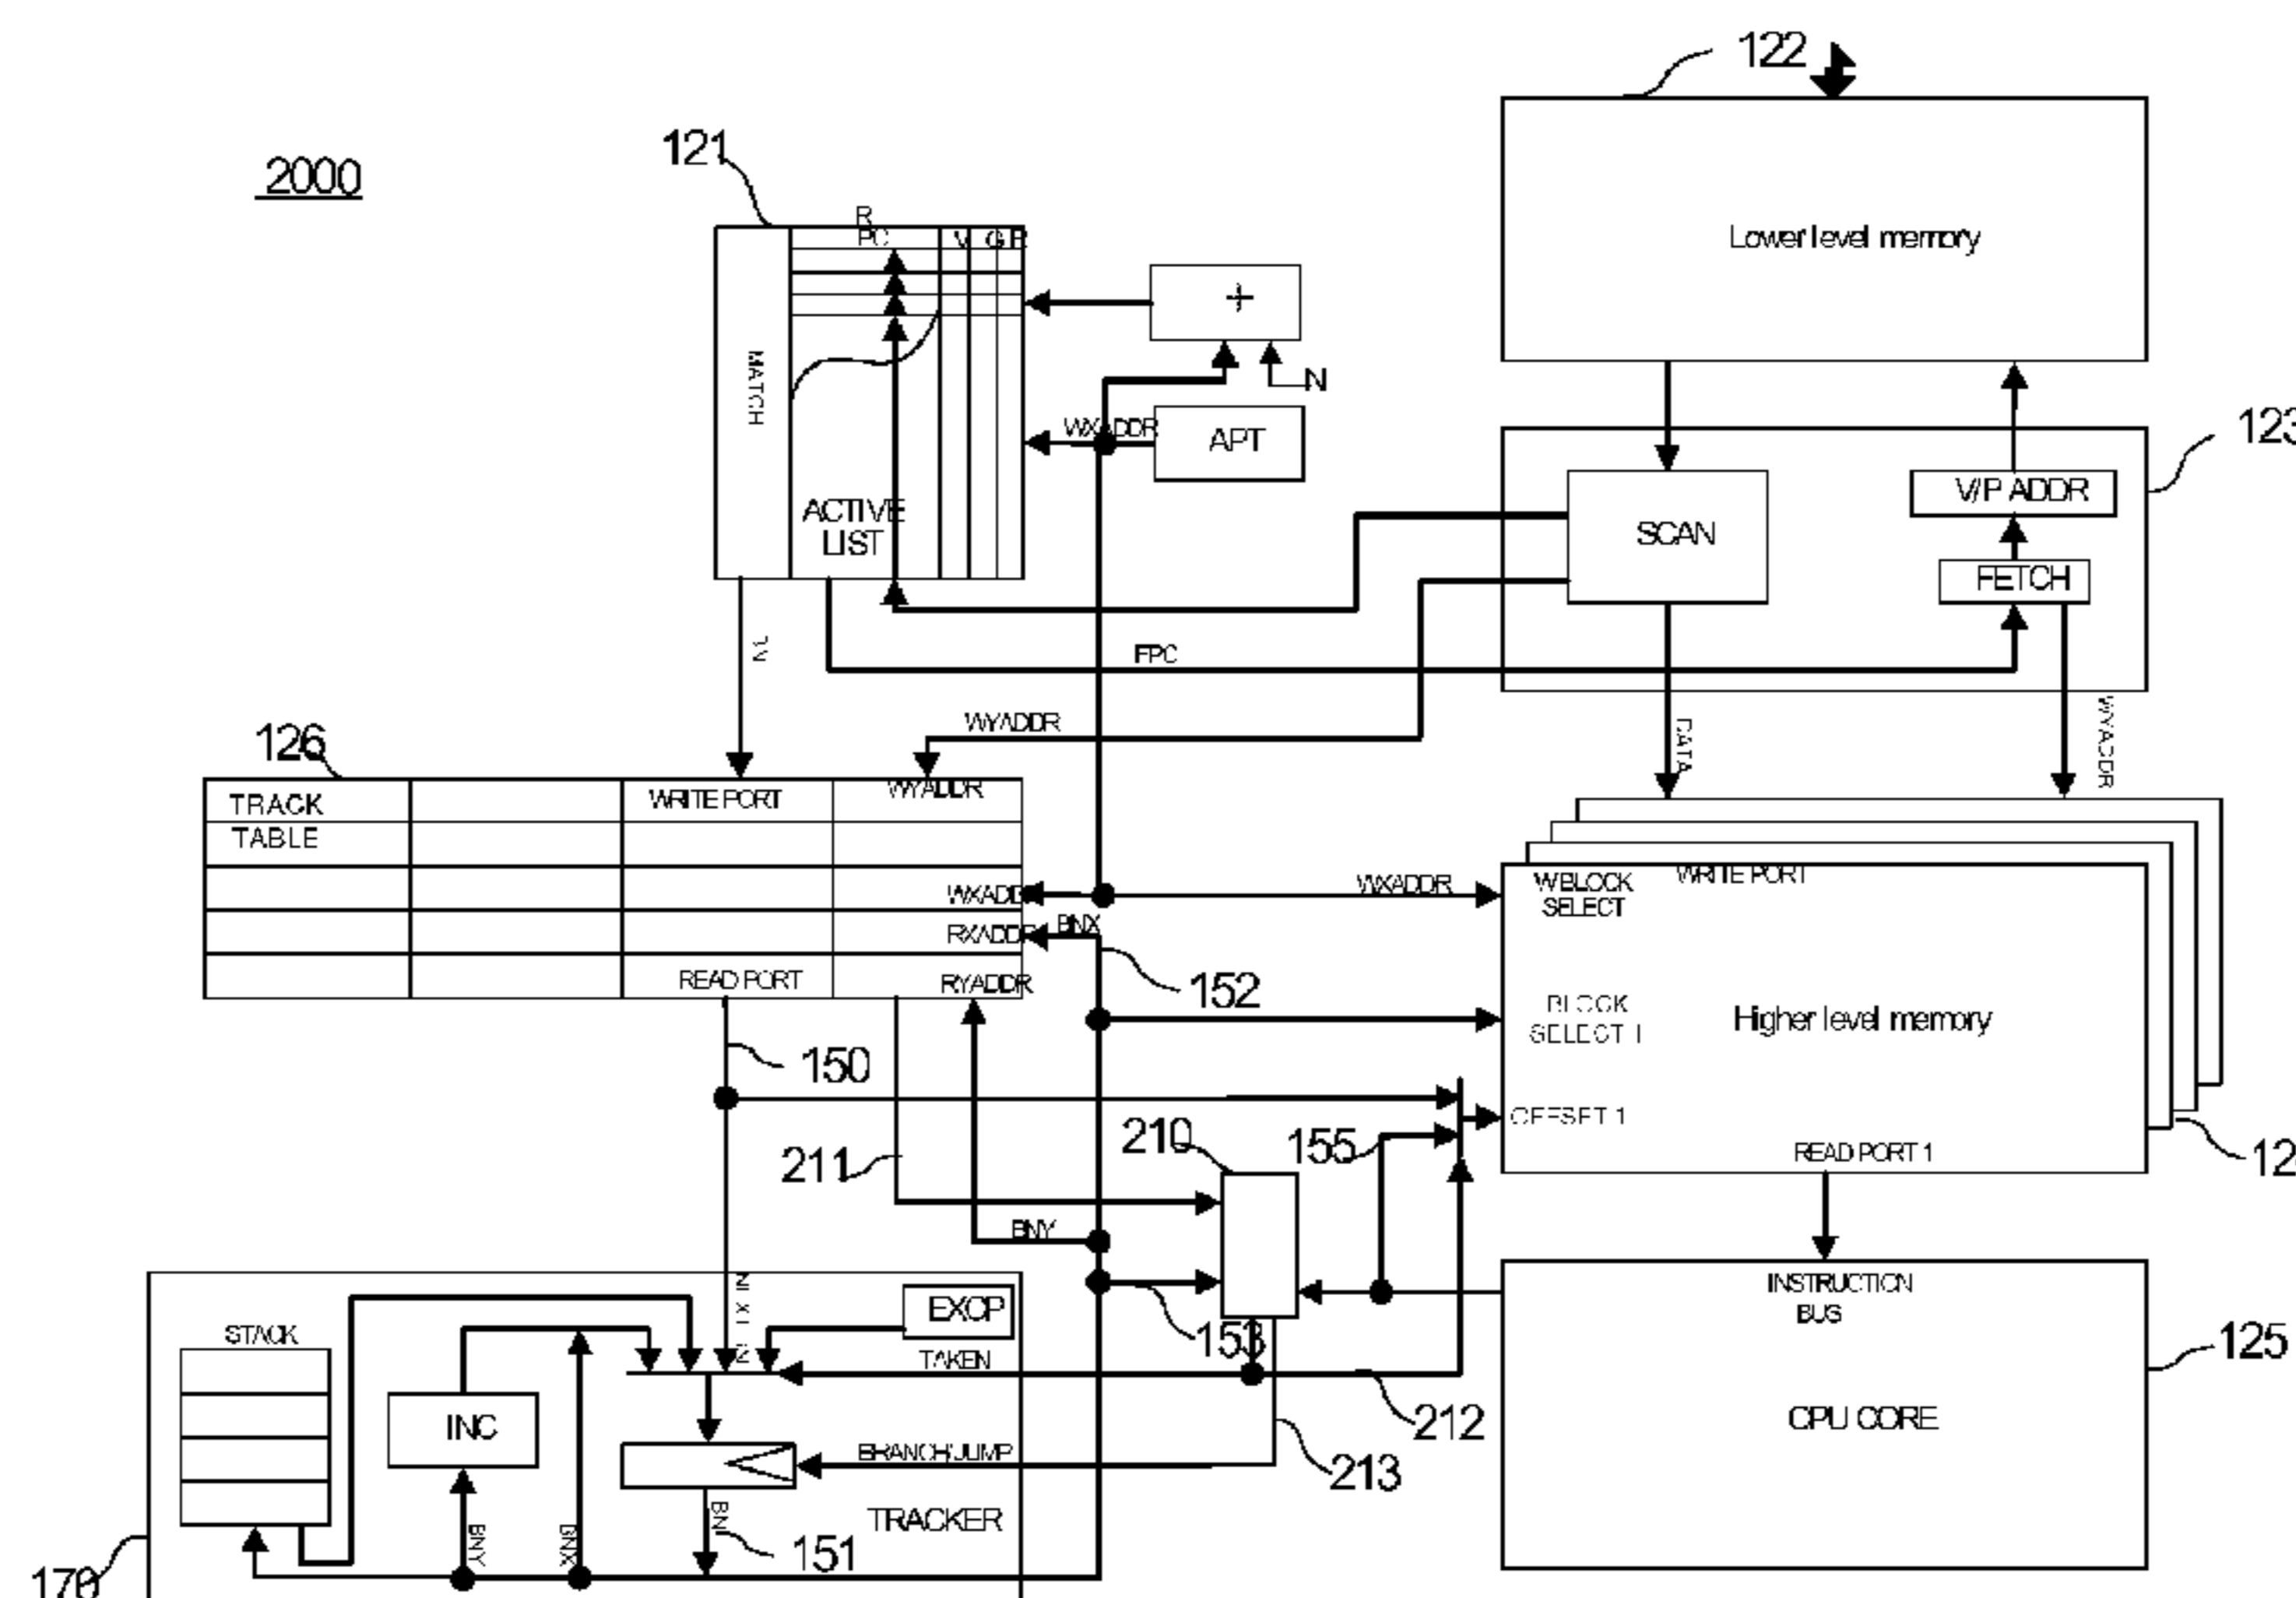 2000
122
121
R
PC
V
G
MATCH
ACTIVE
LIST
+
N
WXADDR
APT
Lower level memory
123
SCAN
V/P ADDR
FETCH
FPC
WYADDR
DATA
WYADDR
126
TRACK
TABLE
WRITE PORT
WYADDR
WXADD
RXADDR
BNX
READ PORT
RYADDR
152
WXADDR
W BLOCK
SELECT
WRITE PORT
BLOCK
SELECT 1
Higher level memory
OFFSET 1
READ PORT 1
12
150
211
210
155
BNY
153
INSTRUCTION
BUS
CPU CORE
125
EXCP
STACK
TAKEN
INC
212
BRANCH/JUMP
213
BNY
BNX
BN
151
TRACKER
170